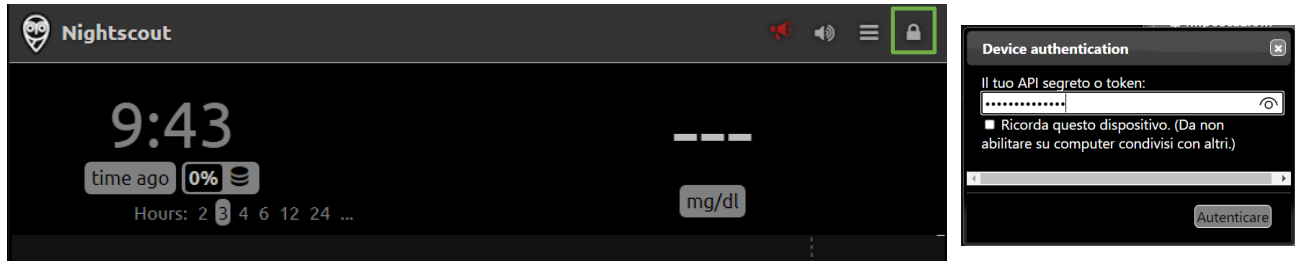 Nightscout
9:43
---
time ago 0%
mg/dl
Hours: 2 3 4 6 12 24 ...
Device authentication
Il tuo API segreto o token:
••••••••••••••
Ricorda questo dispositivo. (Da non
abilitare su computer condivisi con altri.)
Autenticare